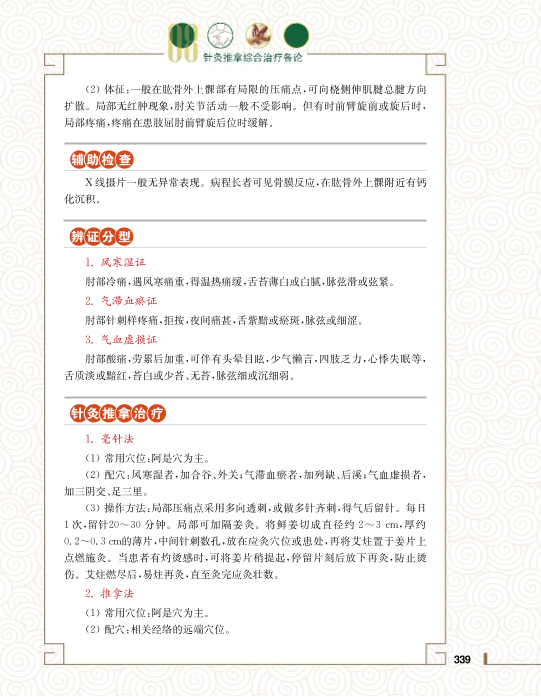 08
针灸推拿综合治疗各论
（2）体征：一般在肱骨外上髁部有局限的压痛点，可向桡侧伸肌腱总腱方向
扩散。局部无红肿现象，肘关节活动一般不受影响。但有时前臂旋前或旋后时，
局部疼痛，疼痛在患肢屈肘前臂旋后位时缓解。
辅助检查
X线摄片一般无异常表现。病程长者可见骨膜反应，在肱骨外上髁附近有钙
化沉积。
辨证分型
1. 风寒湿证
肘部冷痛，遇风寒痛重，得温热痛缓，舌苔薄白或白腻，脉弦滑或弦紧。
2. 气滞血瘀证
肘部针刺样疼痛，拒按，夜间痛甚，舌紫黯或瘀斑，脉弦或细涩。
3. 气血虚损证
肘部酸痛，劳累后加重，可伴有头晕目眩，少气懒言，四肢乏力，心悸失眠等，
舌质淡或黯红，苔白或少苔、无苔，脉弦细或沉细弱。
针灸推拿治疗
1. 毫针法
（1）常用穴位：阿是穴为主。
（2）配穴：风寒湿者，加合谷、外关；气滞血瘀者，加列缺、后溪；气血虚损者，
加三阴交、足三里。
（3）操作方法：局部压痛点采用多向透刺，或做多针齐刺，得气后留针。每日
1次，留针20～30 分钟。局部可加隔姜灸。将鲜姜切成直径约 2～3 cm，厚约
0.2～0.3 cm的薄片，中间针刺数孔，放在应灸穴位或患处，再将艾炷置于姜片上
点燃施灸。当患者有灼烫感时，可将姜片稍提起，停留片刻后放下再灸，防止烫
伤。艾炷燃尽后，易炷再灸，直至灸完应灸壮数。
2. 推拿法
（1）常用穴位：阿是穴为主。
（2）配穴：相关经络的远端穴位。
339